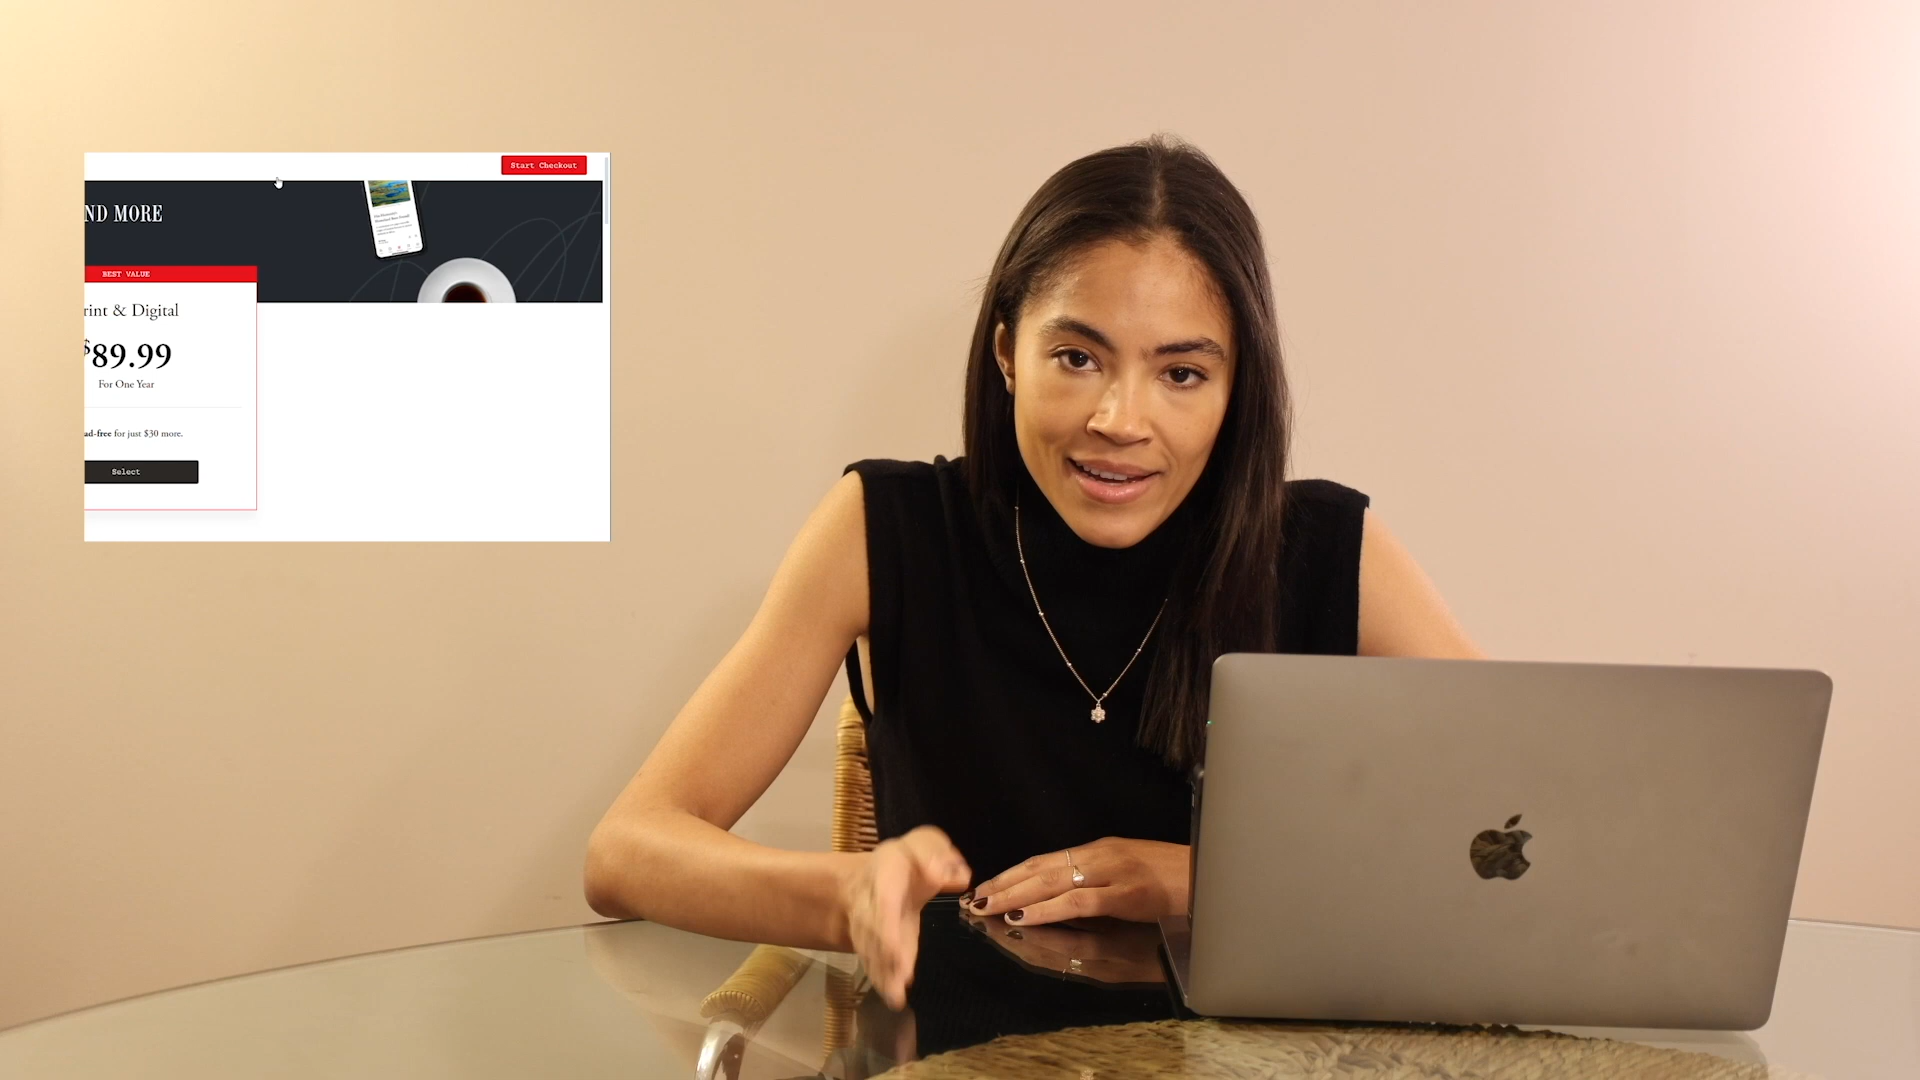 Start Checkout
ND MORE
BEST VALUE
rint & Digital
$89.99
For One Year
ad-free for just $30 more.
Select